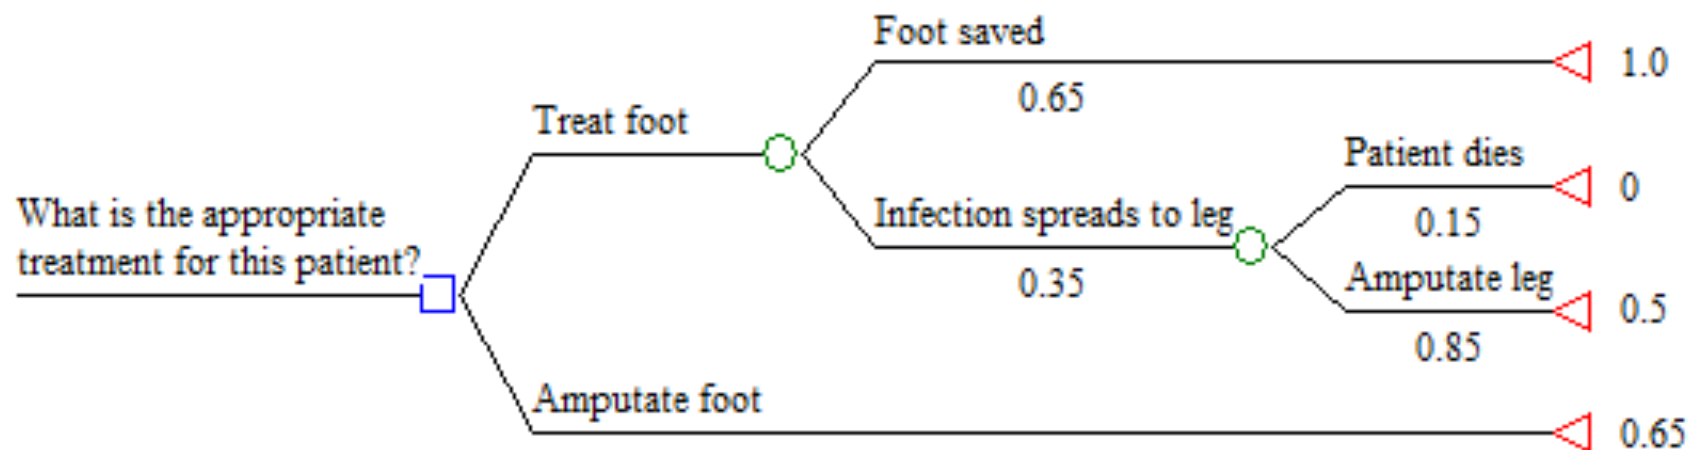 Foot saved
1.0
0.65
Treat foot
Patient dies
0
0.15
What is the appropriate
treatment for this patient?
Infection spreads to leg
0.35
Amputate leg
0.5
0.85
Amputate foot
0.65